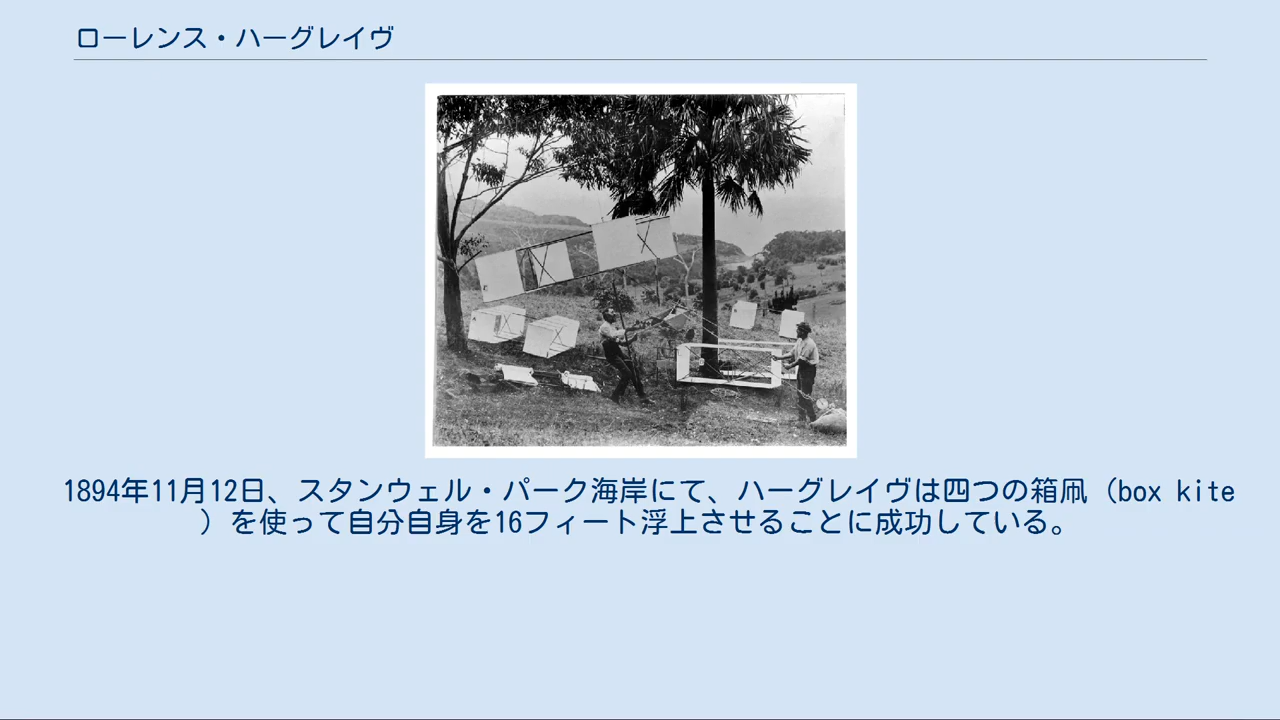 ローレンス・ハーグレイヴ
1894年11月12日、スタンウェル・パーク海岸にて、ハーグレイヴは四つの箱凧（box kite
）を使って自分自身を16フィート浮上させることに成功している。